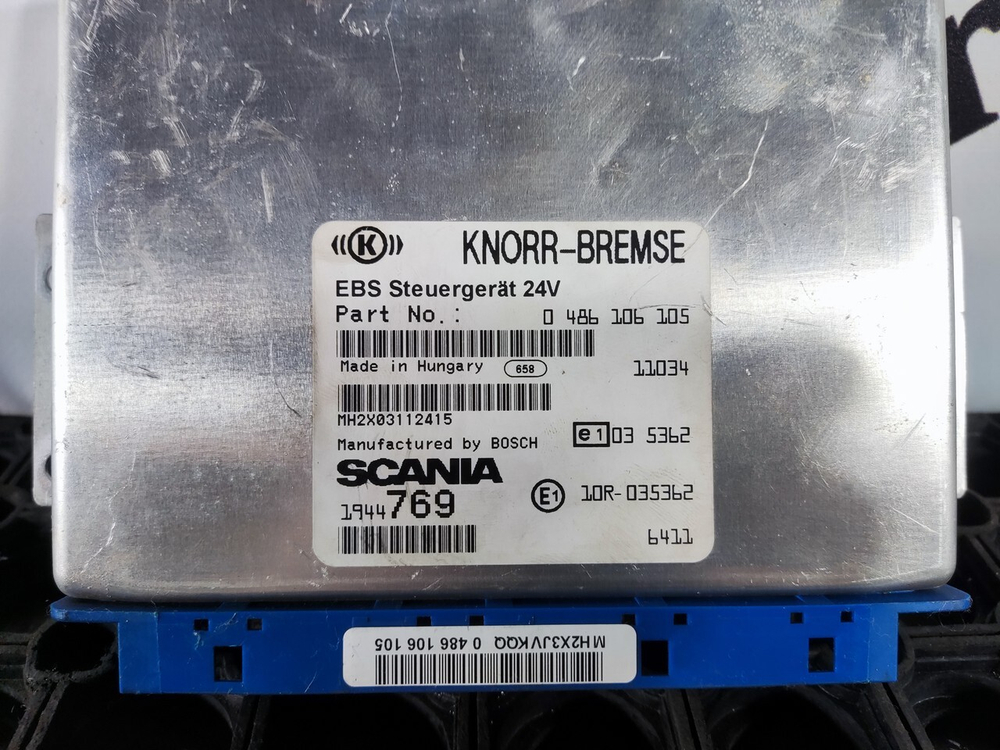 K KNORR-BREMSE
EBS Steuergerät 24V
Part No.: 0 486 106 105
Made in Hungary 658 11034
MH2X03112415
Manufactured by BOSCH e1 03 5362
SCANIA
1944769 E1 10R-035362
6411
MH2X3JVKQQ 0 486 106 105